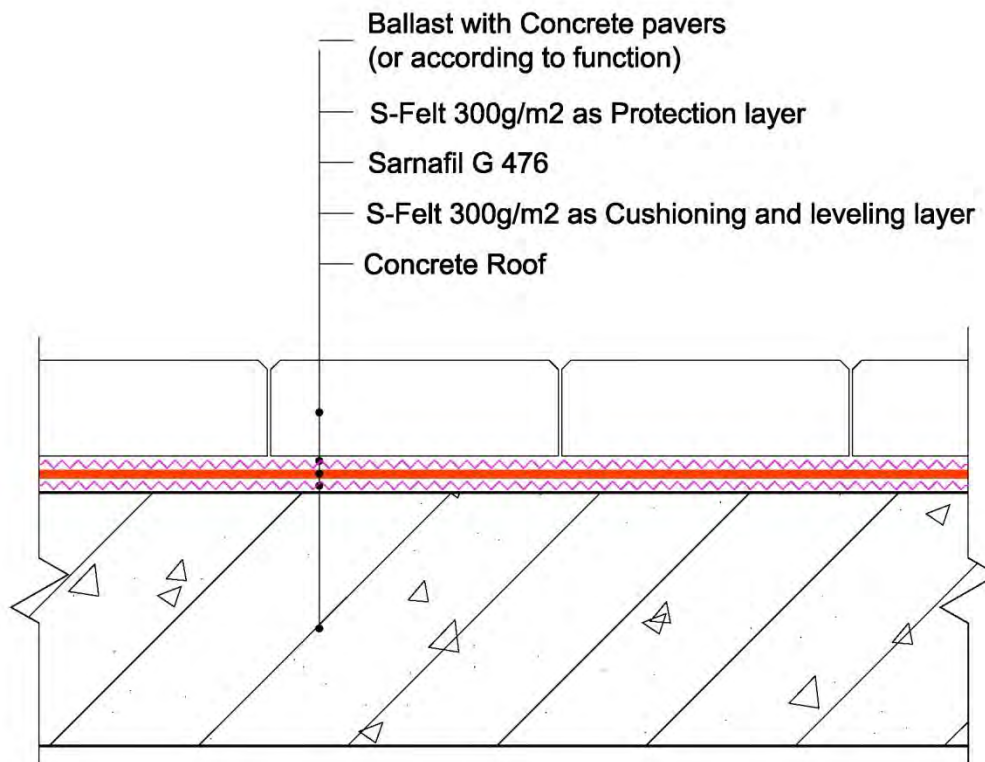 Ballast with Concrete pavers
(or according to function)
S-Felt 300g/m2 as Protection layer
Sarnafil G 476
S-Felt 300g/m2 as Cushioning and leveling layer
Concrete Roof